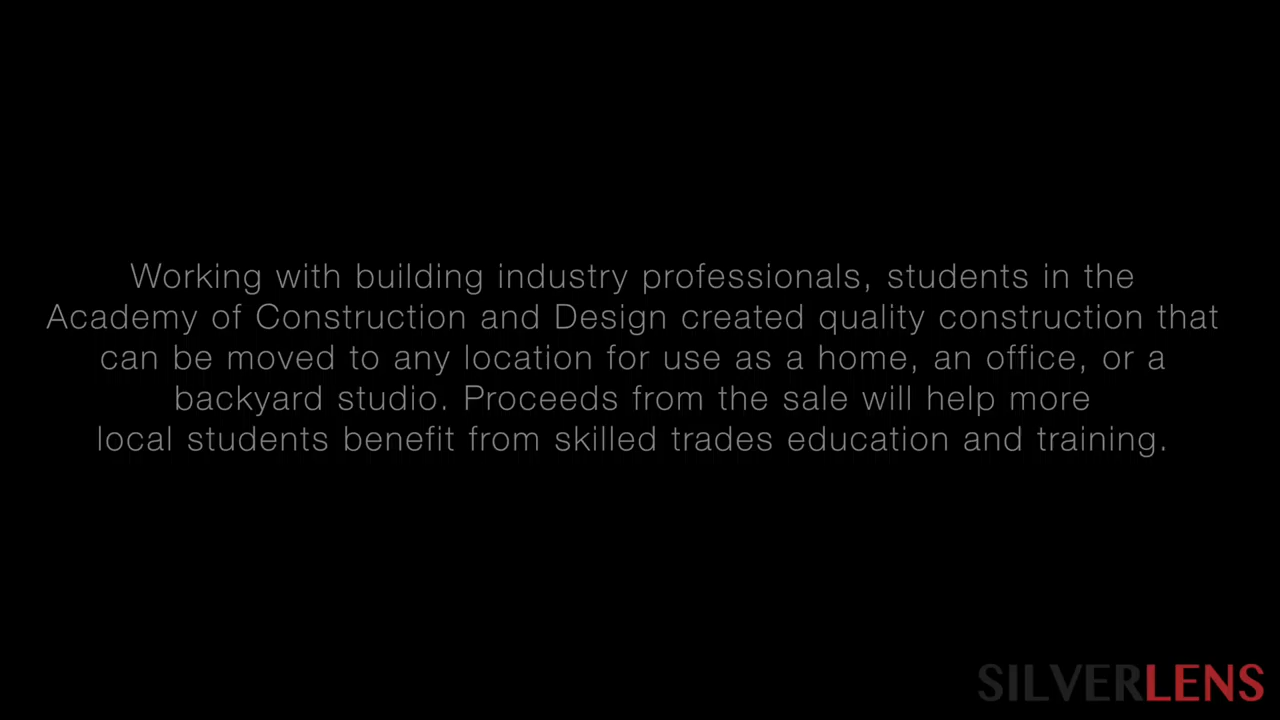 Working with building industry professionals, students in the
Academy of Construction and Design created quality construction that
can be moved to any location for use as a home, an office, or a
backyard studio. Proceeds from the sale will help more
local students benefit from skilled trades education and training.
SILVERLENS